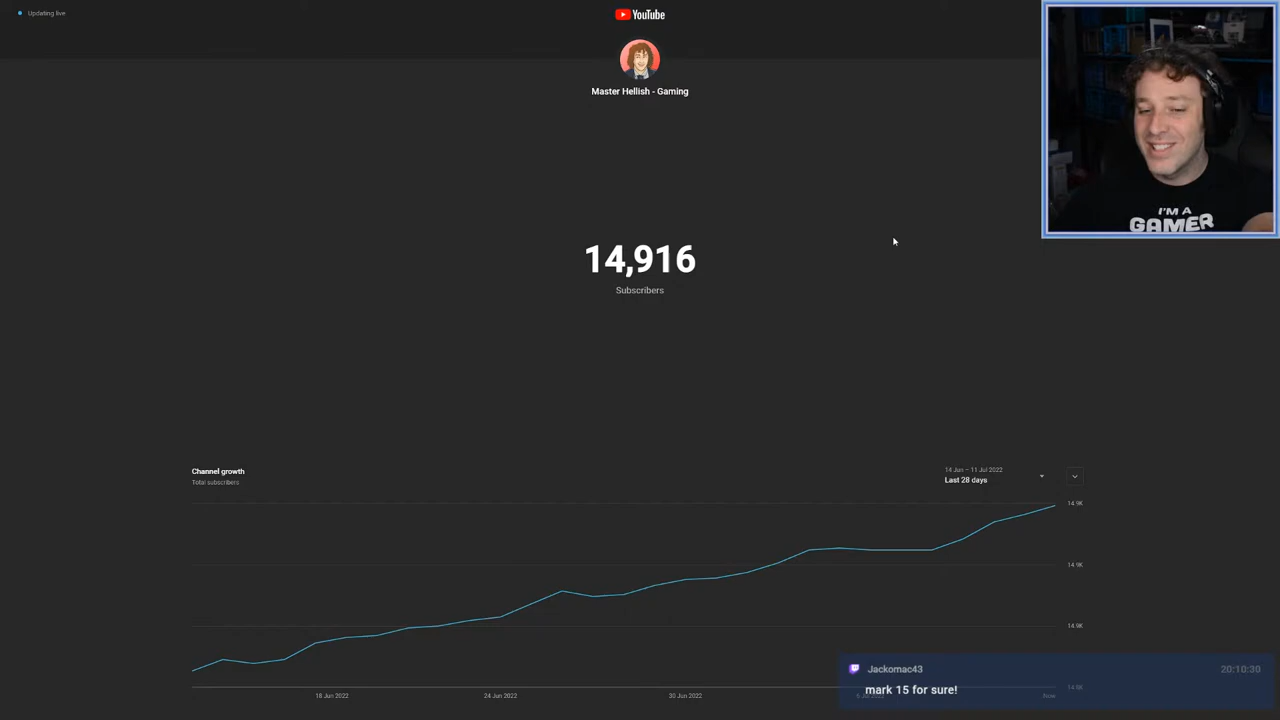 Updating live
YouTube
Master Hellish - Gaming
I'M A
GAMER
14,916
Subscribers
Channel growth
Total subscribers
14 Jun – 11 Jul 2022
Last 28 days
14.9K
14.9K
14.9K
Jackomac43
20:10:30
mark 15 for sure!
18 Jun 2022
24 Jun 2022
30 Jun 2022
Now